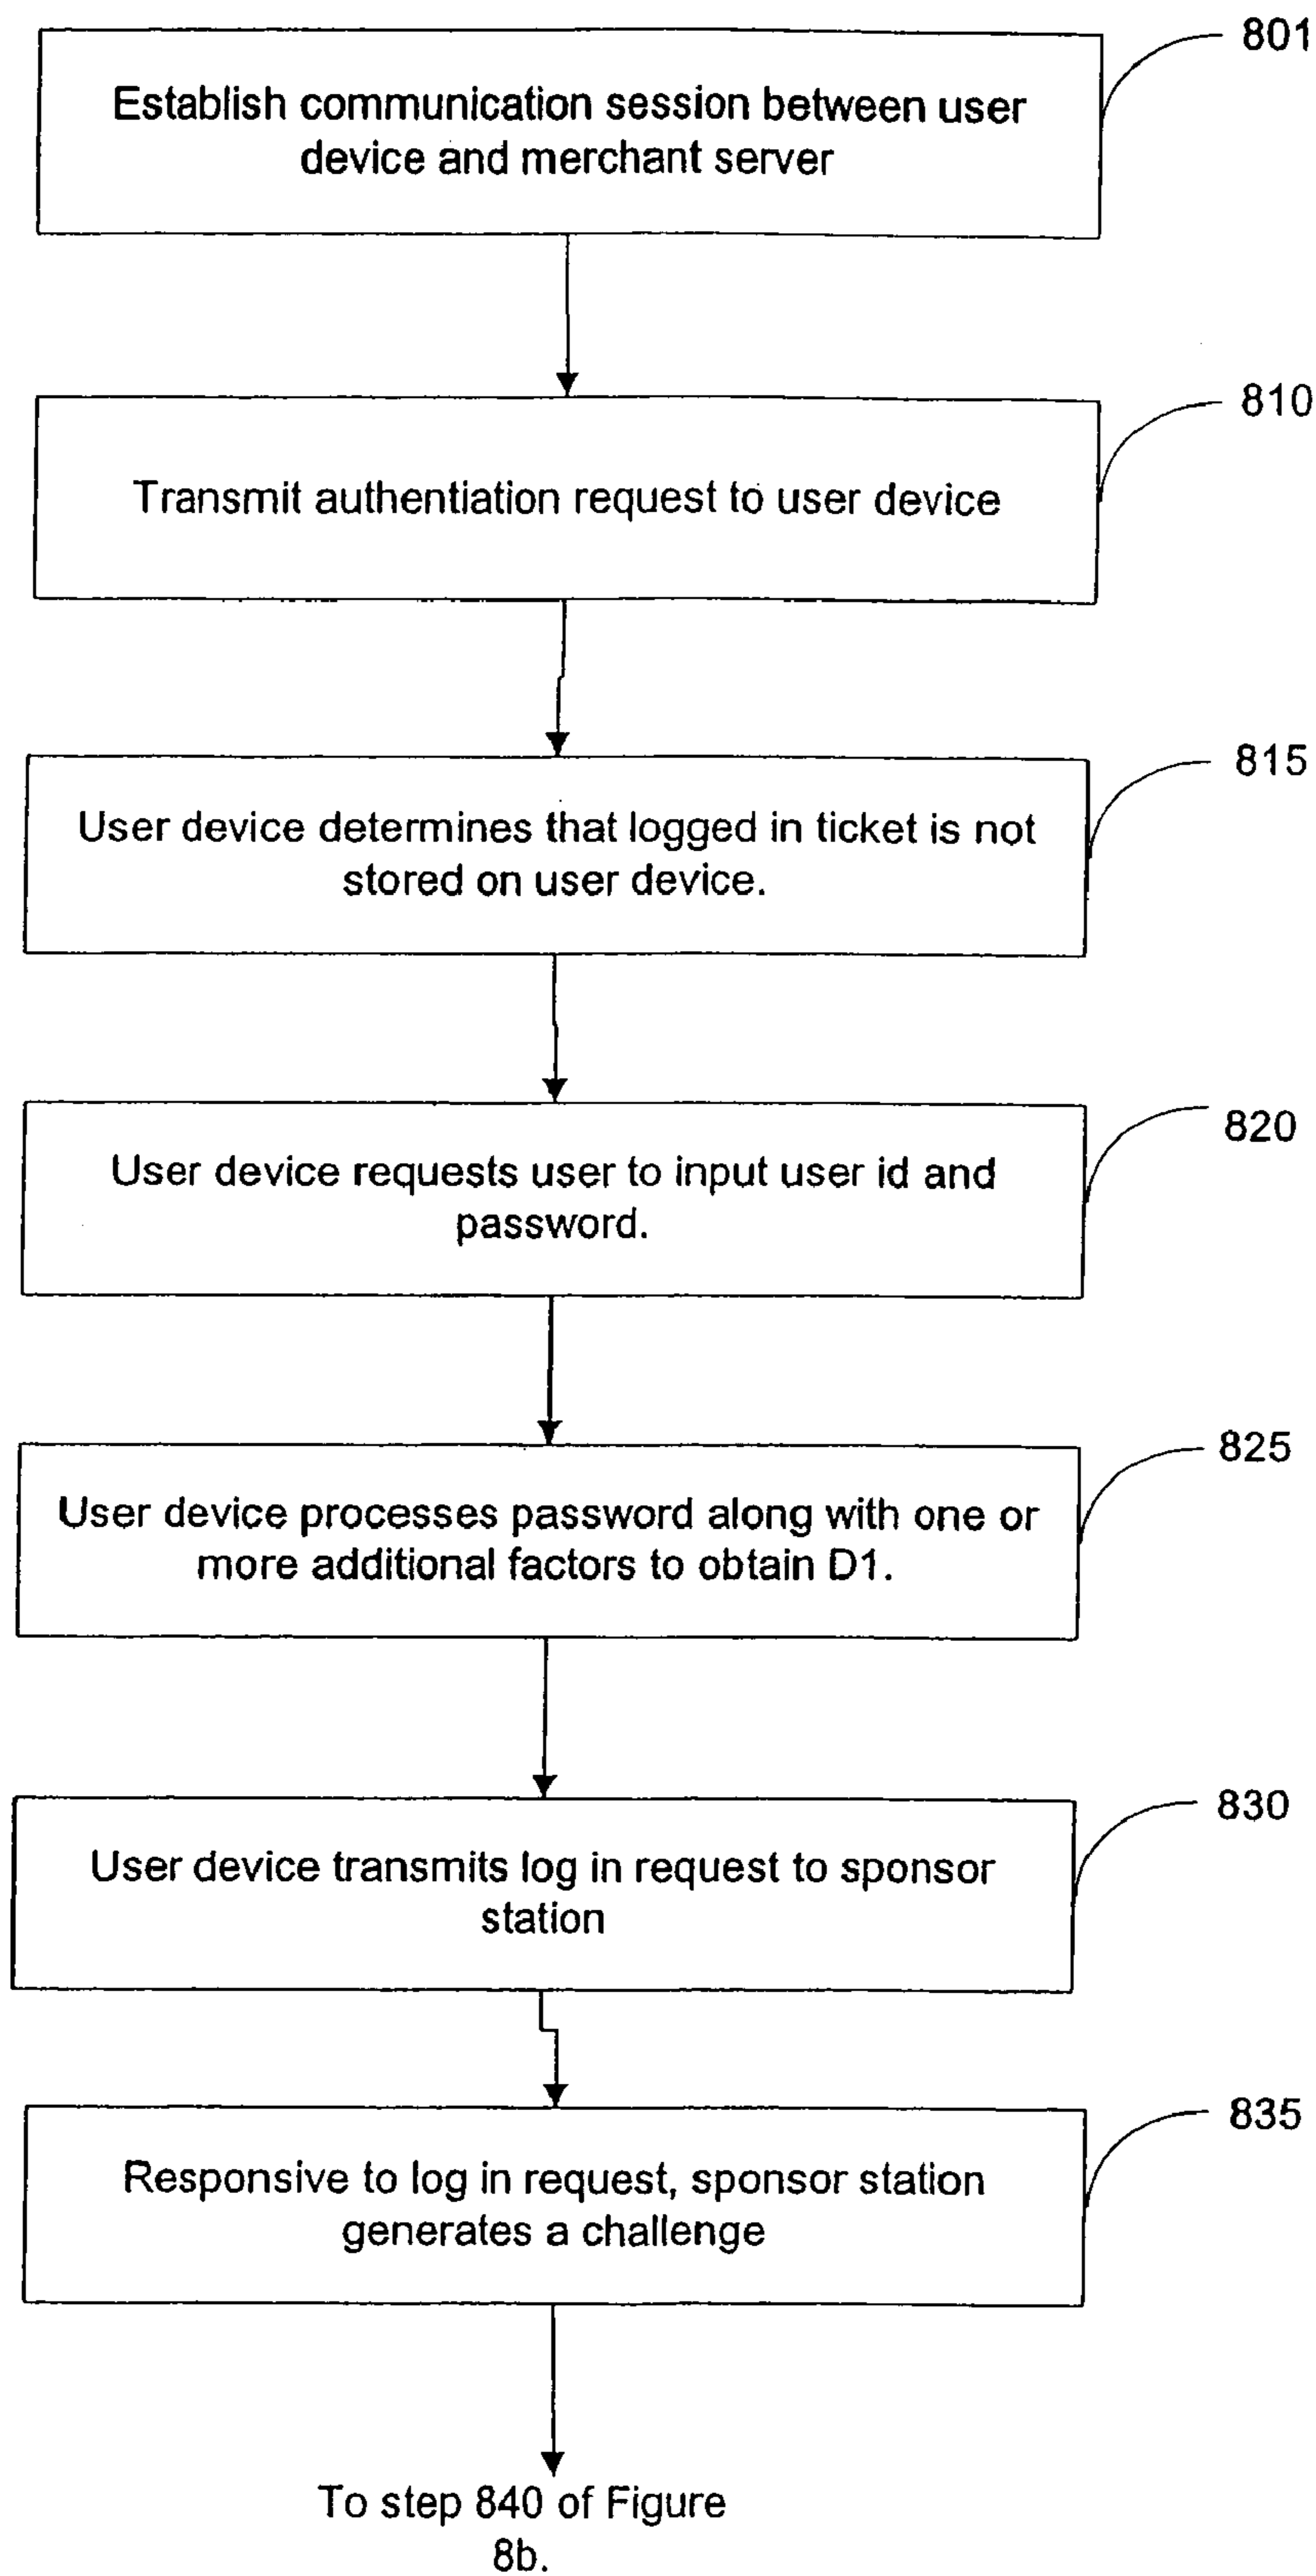 801
Establish communication session between user
device and merchant server
810
Transmit authentiation request to user device
815
User device determines that logged in ticket is not
stored on user device.
820
User device requests user to input user id and
password.
825
User device processes password along with one or
more additional factors to obtain D1.
830
User device transmits log in request to sponsor
station
835
Responsive to log in request, sponsor station
generates a challenge
To step 840 of Figure
8b.